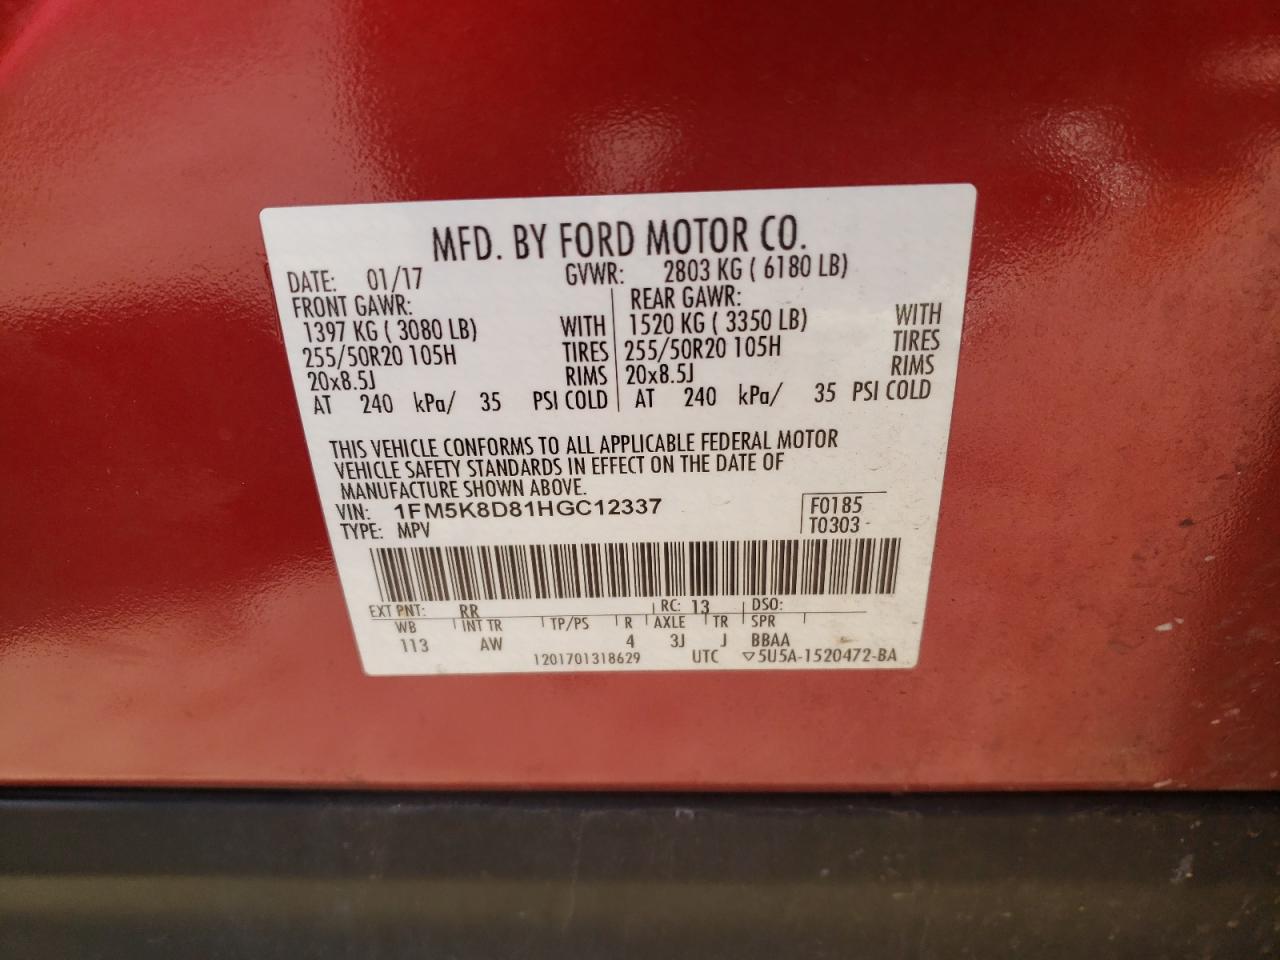 MFD. BY FORD MOTOR CO.
DATE: 01/17 GVWR: 2803 KG ( 6180 LB)
FRONT GAWR: REAR GAWR:
1397 KG ( 3080 LB) WITH 1520 KG ( 3350 LB) WITH
255/50R20 105H TIRES 255/50R20 105H TIRES
20x8.5J RIMS 20x8.5J RIMS
AT 240 kPa/ 35 PSI COLD AT 240 kPa/ 35 PSI COLD
THIS VEHICLE CONFORMS TO ALL APPLICABLE FEDERAL MOTOR
VEHICLE SAFETY STANDARDS IN EFFECT ON THE DATE OF
MANUFACTURE SHOWN ABOVE.
VIN: 1FM5K8D81HGC12337 F0185
TYPE: MPV T0303
EXT PNT: RR RC: 13 DSO:
WB INT TR TP/PS R AXLE TR SPR
113 AW 4 3J J BBAA
1201701318629 UTC ▽5U5A-1520472-BA